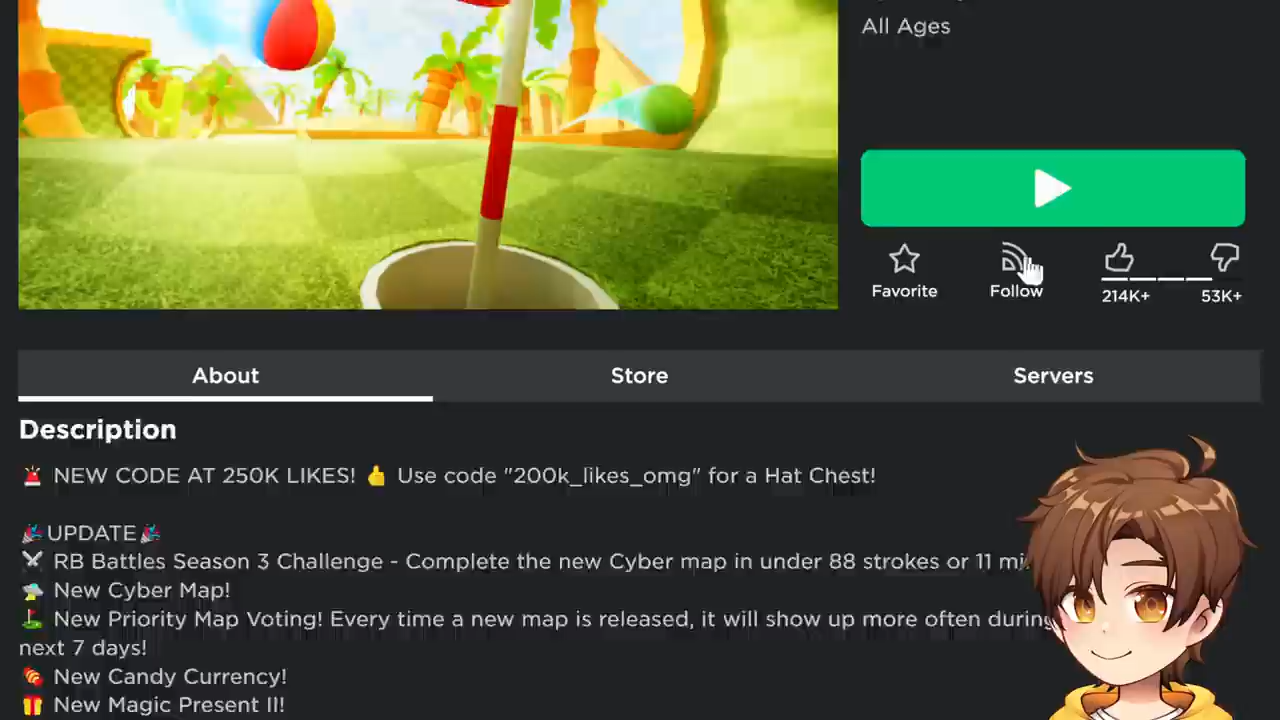 All Ages
Favorite
Follow
214K+
53K+
About
Store
Servers
Description
🚨 NEW CODE AT 250K LIKES! 👍 Use code "200k_likes_omg" for a Hat Chest!
🎉UPDATE🎉
⚔ RB Battles Season 3 Challenge - Complete the new Cyber map in under 88 strokes or 11
🛸 New Cyber Map!
⛳ New Priority Map Voting! Every time a new map is released, it will show up more often during
next 7 days!
🍬 New Candy Currency!
🎁 New Magic Present II!